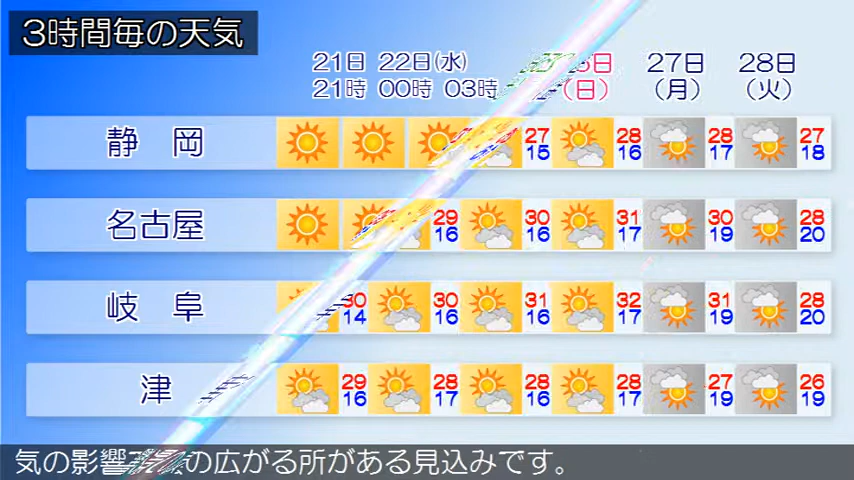 3時間毎の天気
21日 22日(水) 日 27日 28日
21時 00時 03時 (日) (月) (火)
静岡 27 28 28 27
15 16 17 18
名古屋 29 30 31 30 28
16 16 17 19 20
岐阜 30 30 31 32 31 28
14 16 16 17 19 20
津 29 28 28 28 27 26
16 17 16 17 19 19
気の影響 の広がる所がある見込みです。